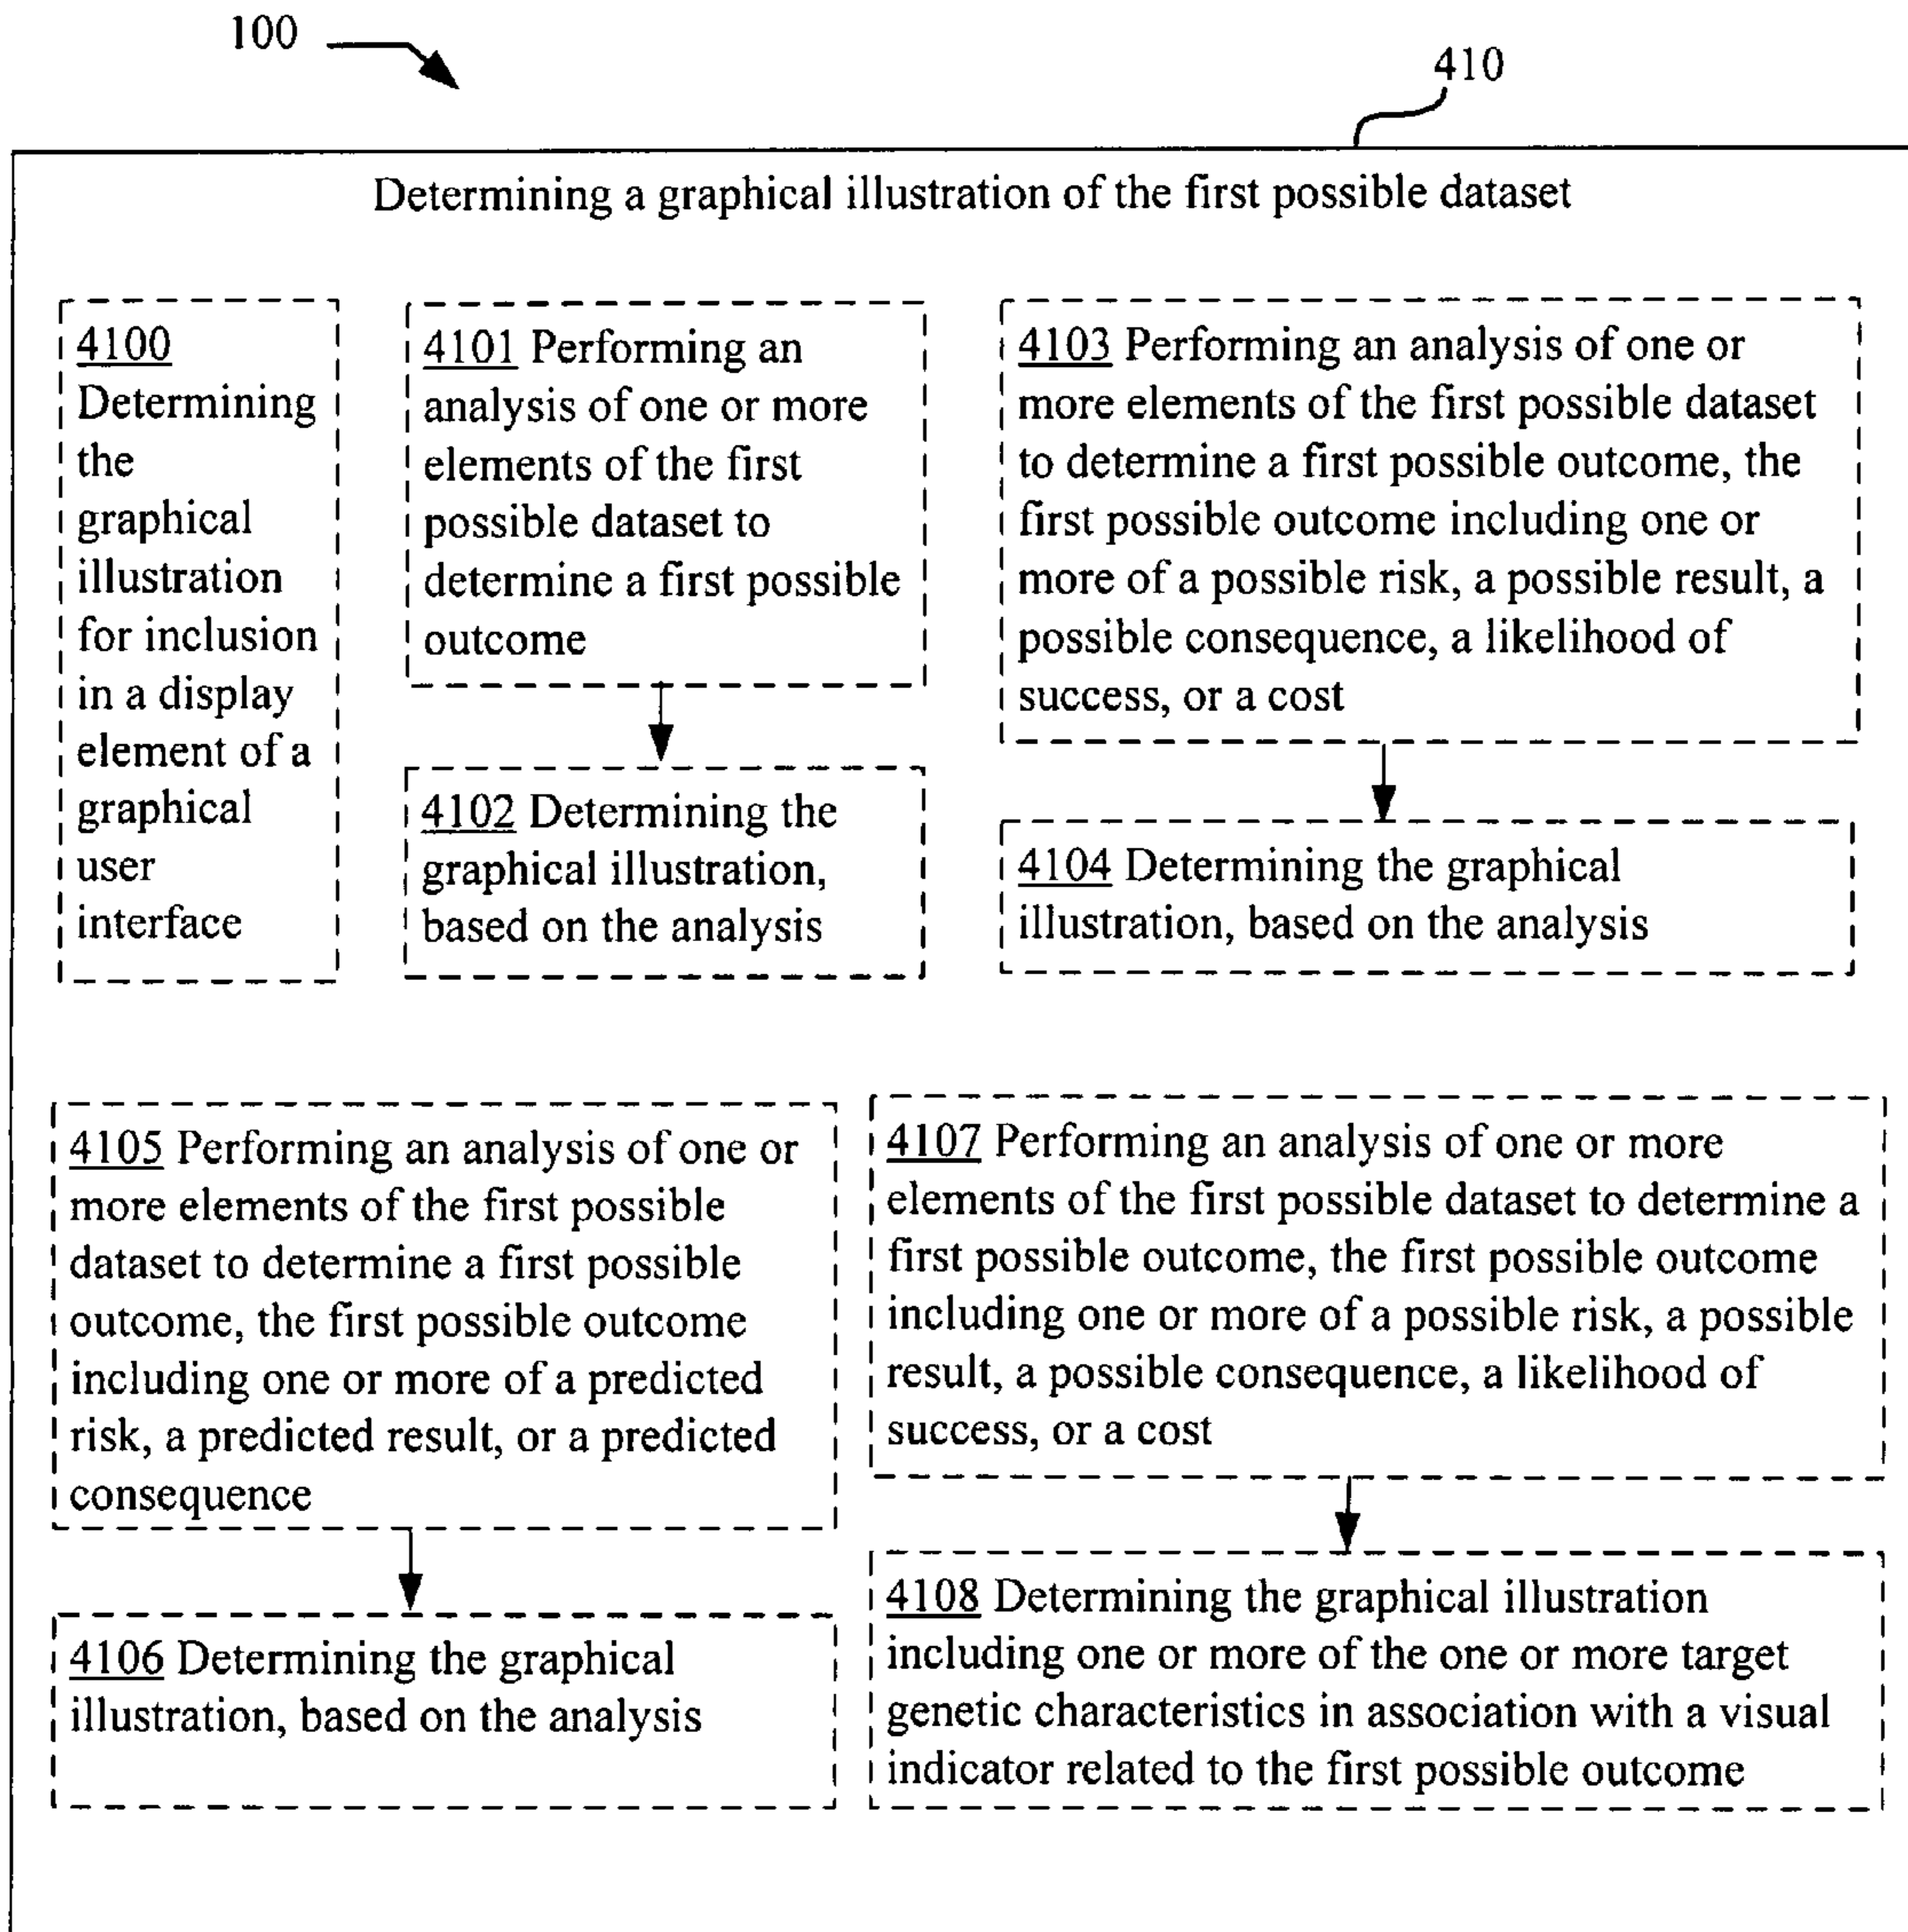 100
410
Determining a graphical illustration of the first possible dataset
4100
Determining
the
graphical
illustration
for inclusion
in a display
element of a
graphical
user
interface
4101 Performing an
analysis of one or more
elements of the first
possible dataset to
determine a first possible
outcome
4102 Determining the
graphical illustration,
based on the analysis
4103 Performing an analysis of one or
more elements of the first possible dataset
to determine a first possible outcome, the
first possible outcome including one or
more of a possible risk, a possible result, a
possible consequence, a likelihood of
success, or a cost
4104 Determining the graphical
illustration, based on the analysis
4105 Performing an analysis of one or
more elements of the first possible
dataset to determine a first possible
outcome, the first possible outcome
including one or more of a predicted
risk, a predicted result, or a predicted
consequence
4106 Determining the graphical
illustration, based on the analysis
4107 Performing an analysis of one or more
elements of the first possible dataset to determine a
first possible outcome, the first possible outcome
including one or more of a possible risk, a possible
result, a possible consequence, a likelihood of
success, or a cost
4108 Determining the graphical illustration
including one or more of the one or more target
genetic characteristics in association with a visual
indicator related to the first possible outcome